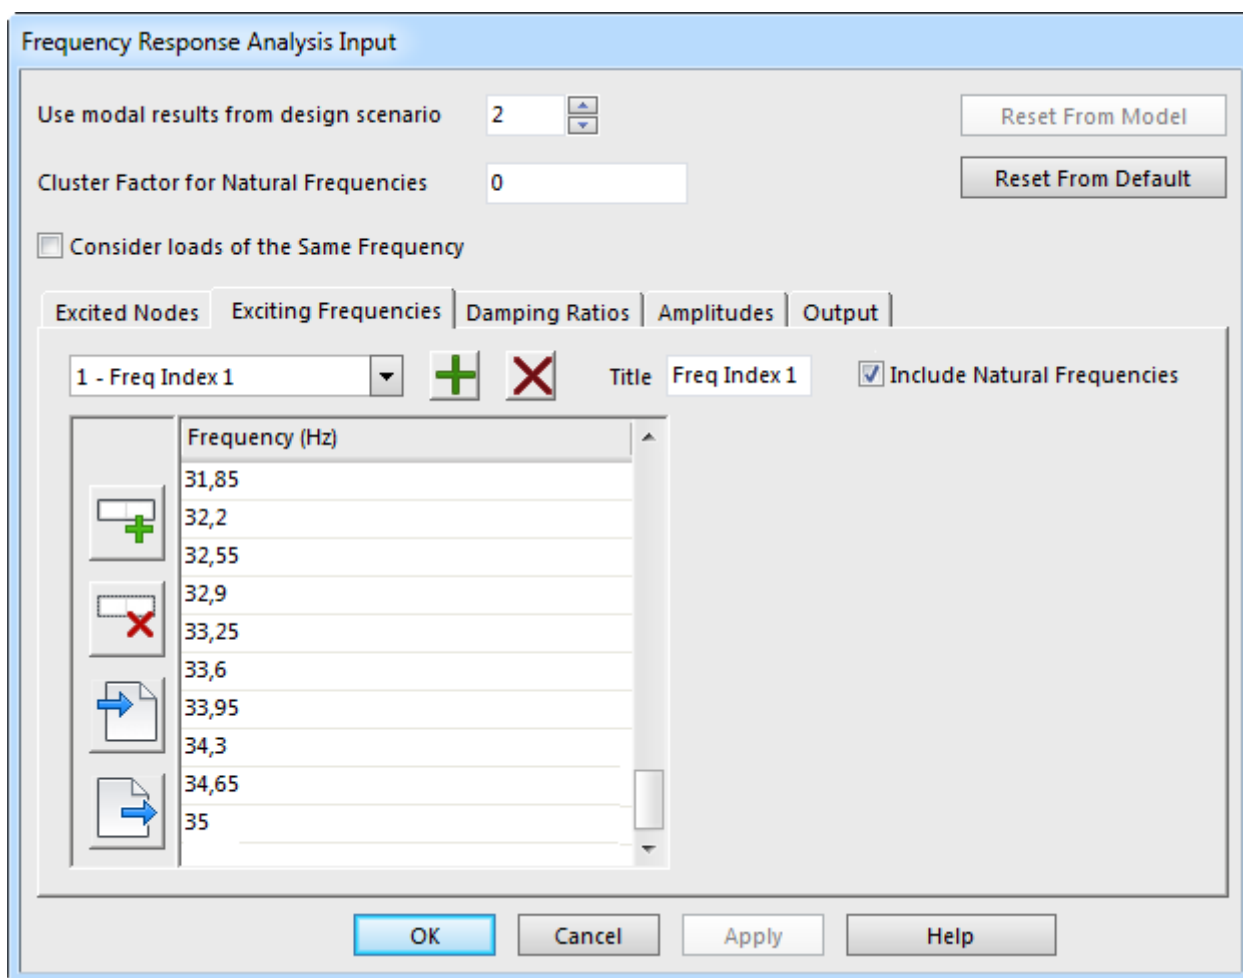 Frequency Response Analysis Input
Use modal results from design scenario 2 Reset From Model
Cluster Factor for Natural Frequencies 0 Reset From Default
Consider loads of the Same Frequency
Excited Nodes Exciting Frequencies Damping Ratios Amplitudes Output
1 - Freq Index 1 Title Freq Index 1 Include Natural Frequencies
Frequency (Hz)
31,85
32,2
32,55
32,9
33,25
33,6
33,95
34,3
34,65
35
OK Cancel Apply Help